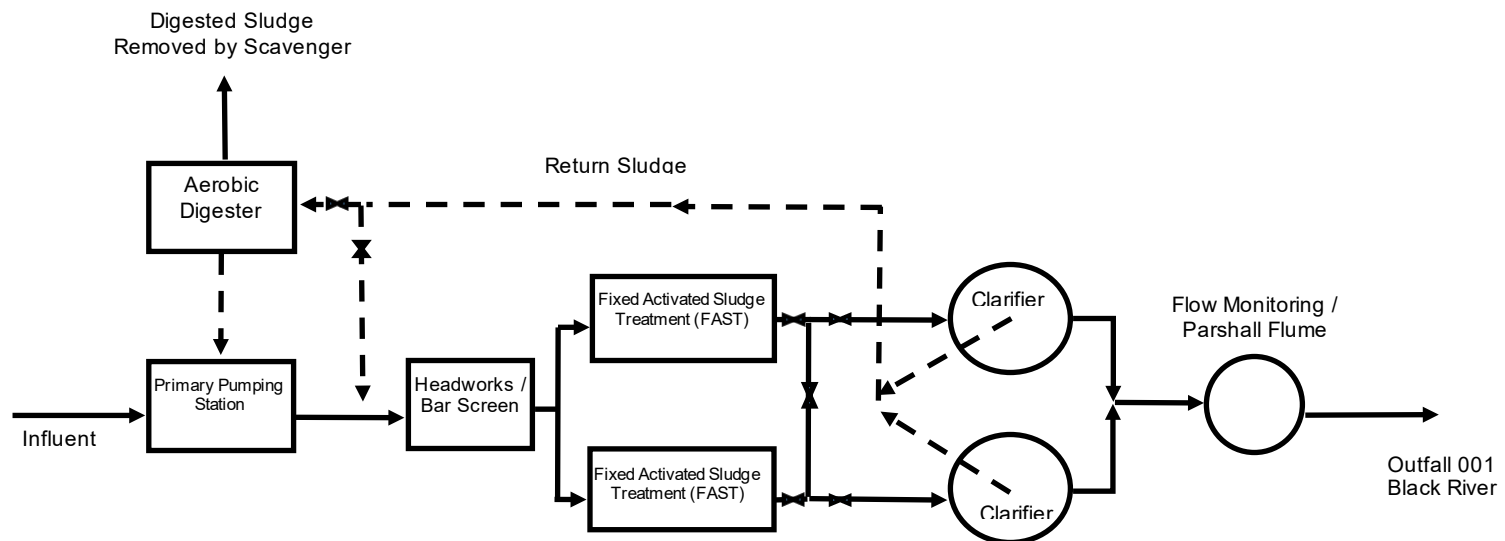 Digested Sludge
Removed by Scavenger
Return Sludge
Aerobic
Digester
Fixed Activated Sludge
Treatment (FAST)
Clarifier
Flow Monitoring /
Parshall Flume
Primary Pumping
Station
Headworks /
Bar Screen
Influent
Fixed Activated Sludge
Treatment (FAST)
Clarifier
Outfall 001
Black River